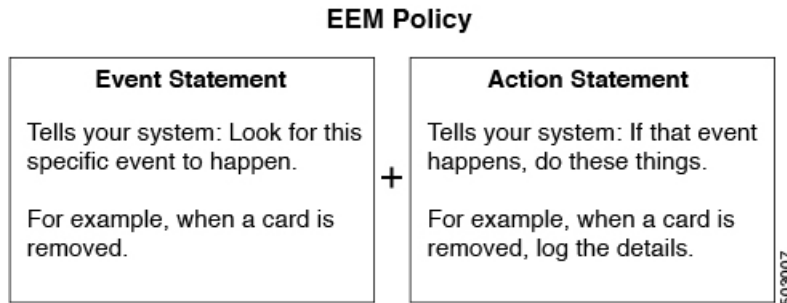 EEM Policy
Event Statement
Tells your system: Look for this
specific event to happen.
For example, when a card is
removed.
+
Action Statement
Tells your system: If that event
happens, do these things.
For example, when a card is
removed, log the details.